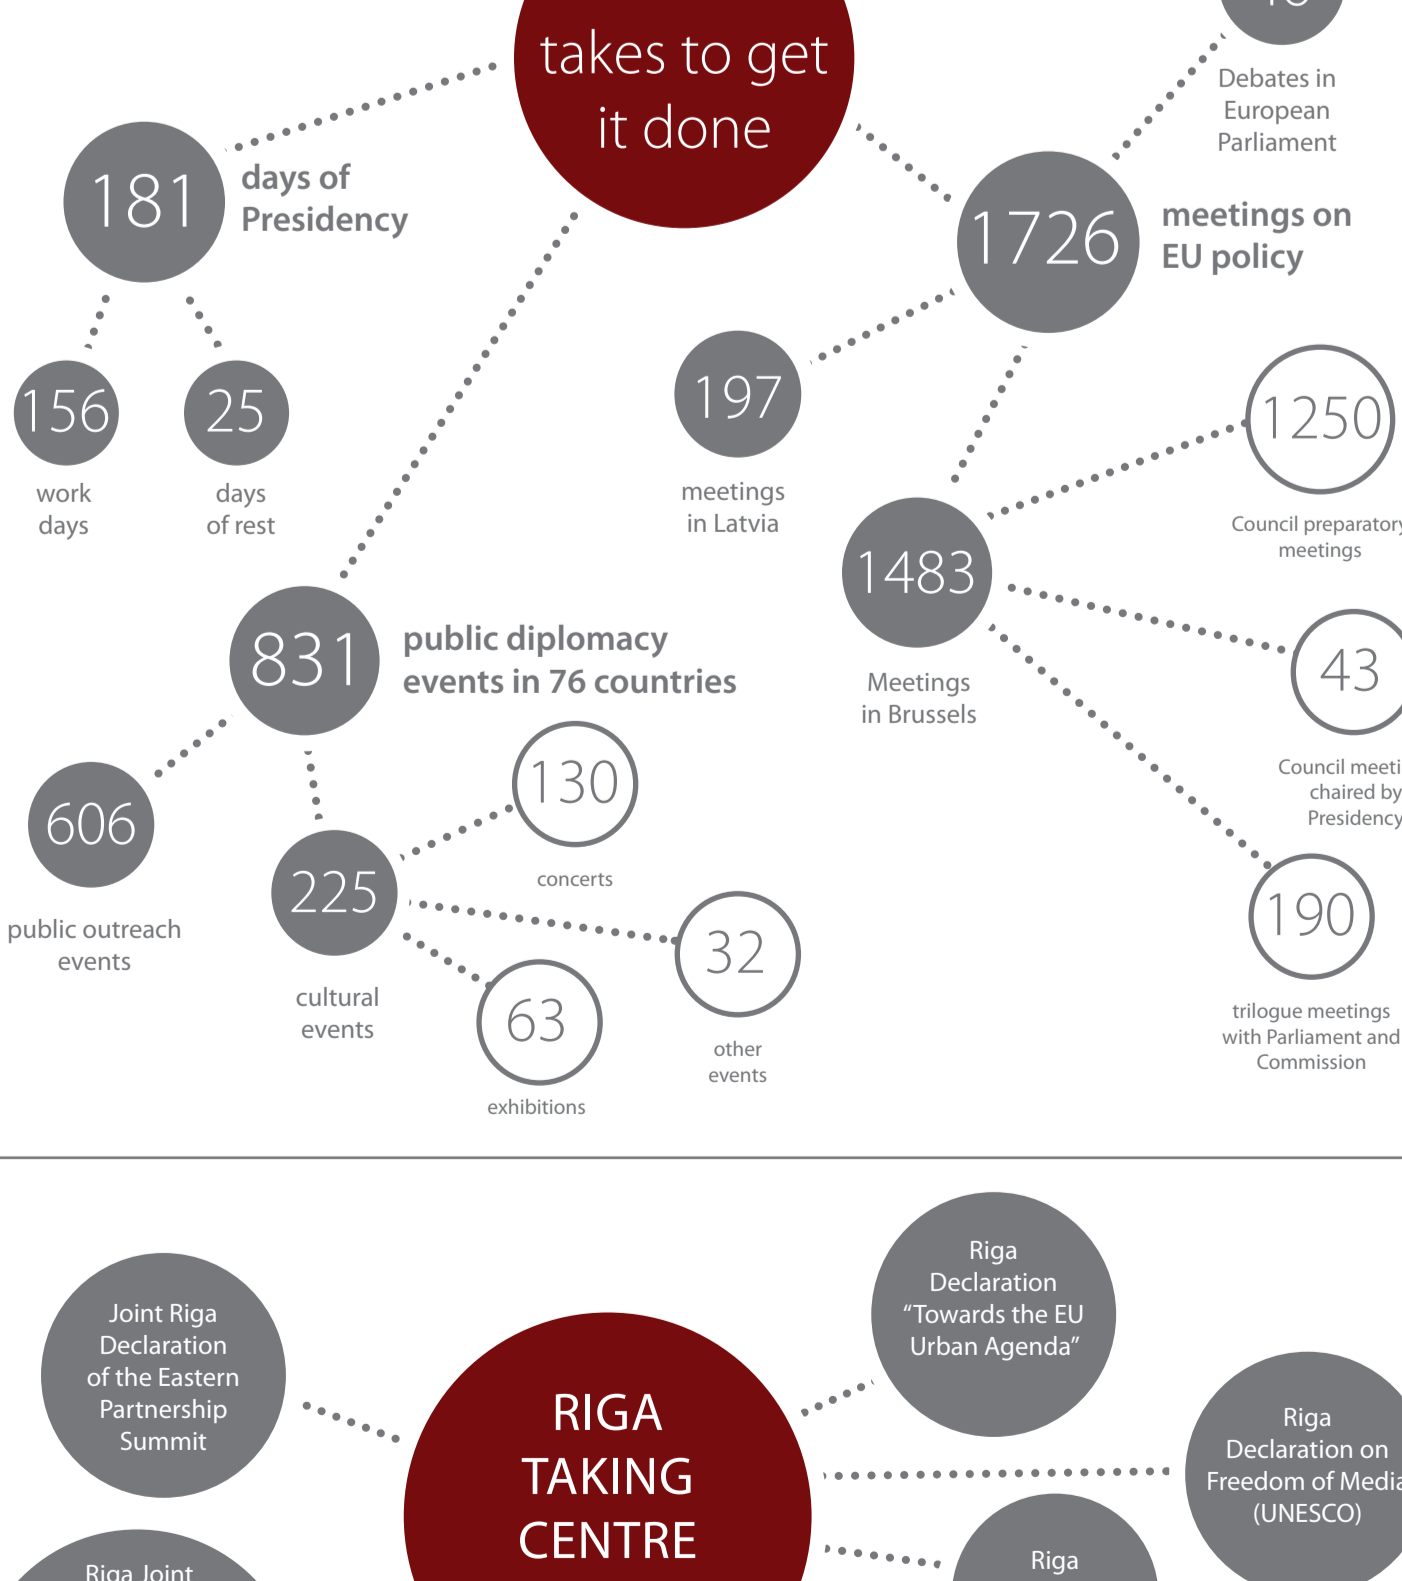 takes to get
it done
Debates in
European
Parliament
181
days of
Presidency
156
work
days
25
days
of rest
1726
meetings on
EU policy
197
meetings
in Latvia
1483
Meetings
in Brussels
1250
Council preparatory
meetings
43
Council meeti
chaired by
Presidency
190
trilogue meetings
with Parliament and
Commission
831
public diplomacy
events in 76 countries
606
public outreach
events
225
cultural
events
130
concerts
32
other
events
63
exhibitions
Joint Riga
Declaration
of the Eastern
Partnership
Summit
Riga
Declaration
“Towards the EU
Urban Agenda”
RIGA
TAKING
CENTRE
Riga
Declaration on
Freedom of Media
(UNESCO)
Riga
Riga Joint